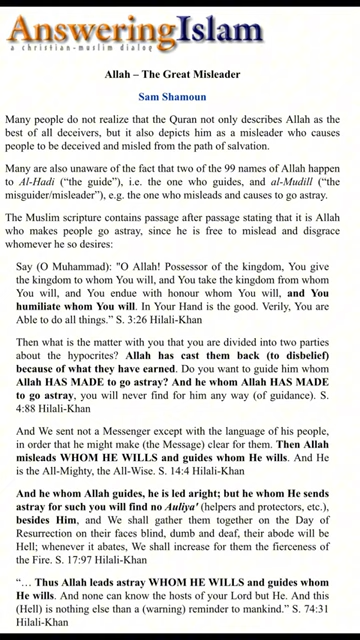 AnsweringIslam
a christian-muslim dialog
Allah – The Great Misleader
Sam Shamoun
Many people do not realize that the Quran not only describes Allah as the
best of all deceivers, but it also depicts him as a misleader who causes
people to be deceived and misled from the path of salvation.
Many are also unaware of the fact that two of the 99 names of Allah happen
to Al-Hadi ("the guide"), i.e. the one who guides, and al-Mudill ("the
misguider/misleader"), e.g. the one who misleads and causes to go astray.
The Muslim scripture contains passage after passage stating that it is Allah
who makes people go astray, since he is free to mislead and disgrace
whomever he so desires:
Say (O Muhammad): "O Allah! Possessor of the kingdom, You give
the kingdom to whom You will, and You take the kingdom from whom
You will, and You endue with honour whom You will, and You
humiliate whom You will. In Your Hand is the good. Verily, You are
Able to do all things." S. 3:26 Hilali-Khan
Then what is the matter with you that you are divided into two parties
about the hypocrites? Allah has cast them back (to disbelief)
because of what they have earned. Do you want to guide him whom
Allah HAS MADE to go astray? And he whom Allah HAS MADE
to go astray, you will never find for him any way (of guidance). S.
4:88 Hilali-Khan
And We sent not a Messenger except with the language of his people,
in order that he might make (the Message) clear for them. Then Allah
misleads WHOM HE WILLS and guides whom He wills. And He
is the All-Mighty, the All-Wise. S. 14:4 Hilali-Khan
And he whom Allah guides, he is led aright; but he whom He sends
astray for such you will find no Auliya' (helpers and protectors, etc.),
besides Him, and We shall gather them together on the Day of
Resurrection on their faces blind, dumb and deaf, their abode will be
Hell; whenever it abates, We shall increase for them the fierceness of
the Fire. S. 17:97 Hilali-Khan
"… Thus Allah leads astray WHOM HE WILLS and guides whom
He wills. And none can know the hosts of your Lord but He. And this
(Hell) is nothing else than a (warning) reminder to mankind." S. 74:31
Hilali-Khan